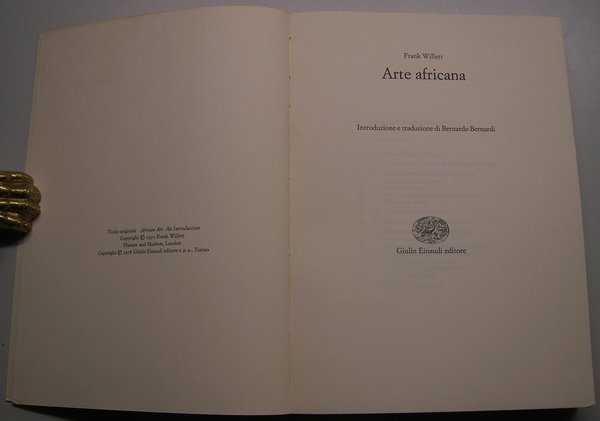 Titolo originale African Art. An Introduction
Copyright © 1971 Frank Willett
Thames and Hudson, London
Copyright © 1978 Giulio Einaudi editore s.p.a., Torino
Frank Willett
Arte africana
Introduzione e traduzione di Bernardo Bernardi
Giulio Einaudi editore